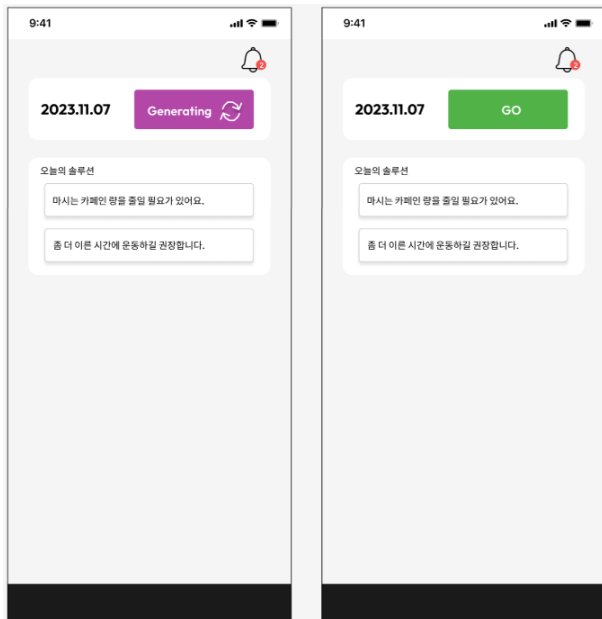 9:41
2
2023.11.07
Generating
오늘의 솔루션
마시는 카페인 량을 줄일 필요가 있어요.
좀 더 이른 시간에 운동하길 권장합니다.
9:41
2
2023.11.07
GO
오늘의 솔루션
마시는 카페인 량을 줄일 필요가 있어요.
좀 더 이른 시간에 운동하길 권장합니다.